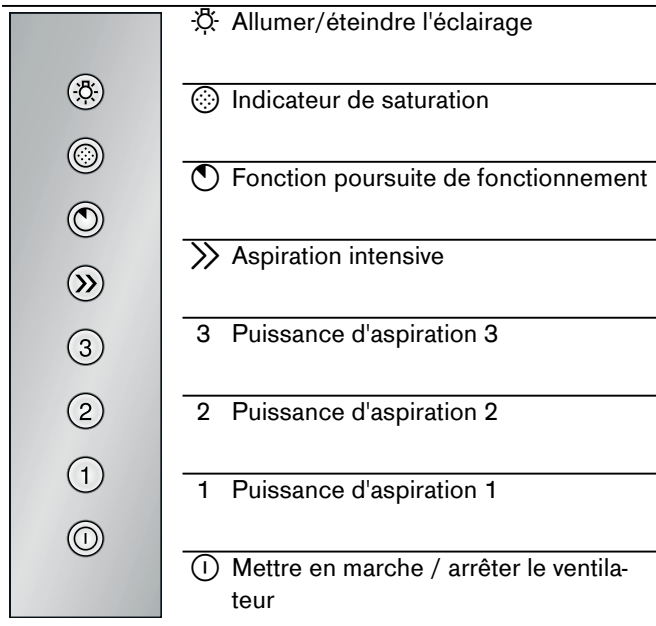 Allumer/éteindre l'éclairage
Indicateur de saturation
Fonction poursuite de fonctionnement
Aspiration intensive
3 3 Puissance d'aspiration 3
2 2 Puissance d'aspiration 2
1 1 Puissance d'aspiration 1
Mettre en marche / arrêter le ventila-
teur